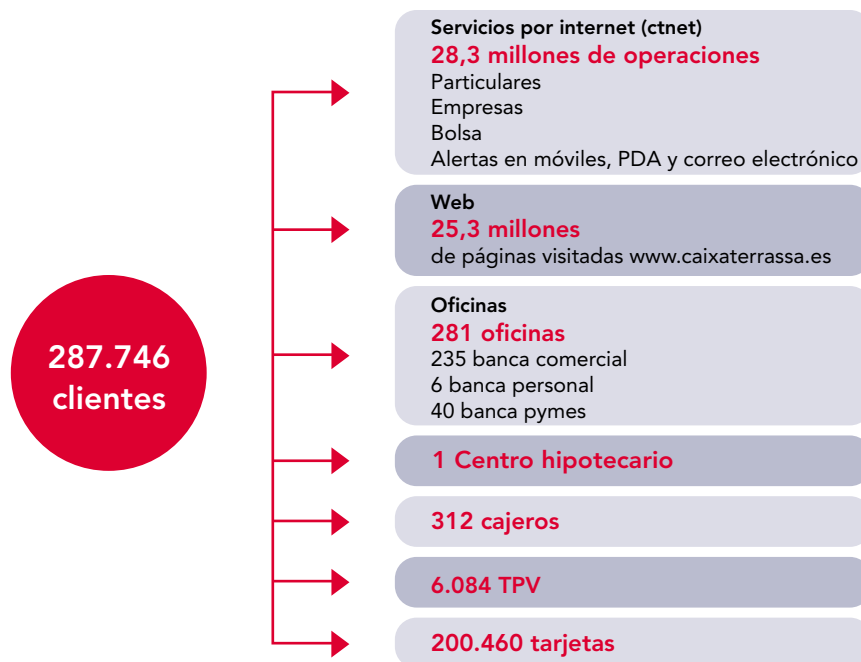 287.746
clientes
Servicios por internet (ctnet)
28,3 millones de operaciones
Particulares
Empresas
Bolsa
Alertas en móviles, PDA y correo electrónico
Web
25,3 millones
de páginas visitadas www.caixaterrassa.es
Oficinas
281 oficinas
235 banca comercial
6 banca personal
40 banca pymes
1 Centro hipotecario
312 cajeros
6.084 TPV
200.460 tarjetas